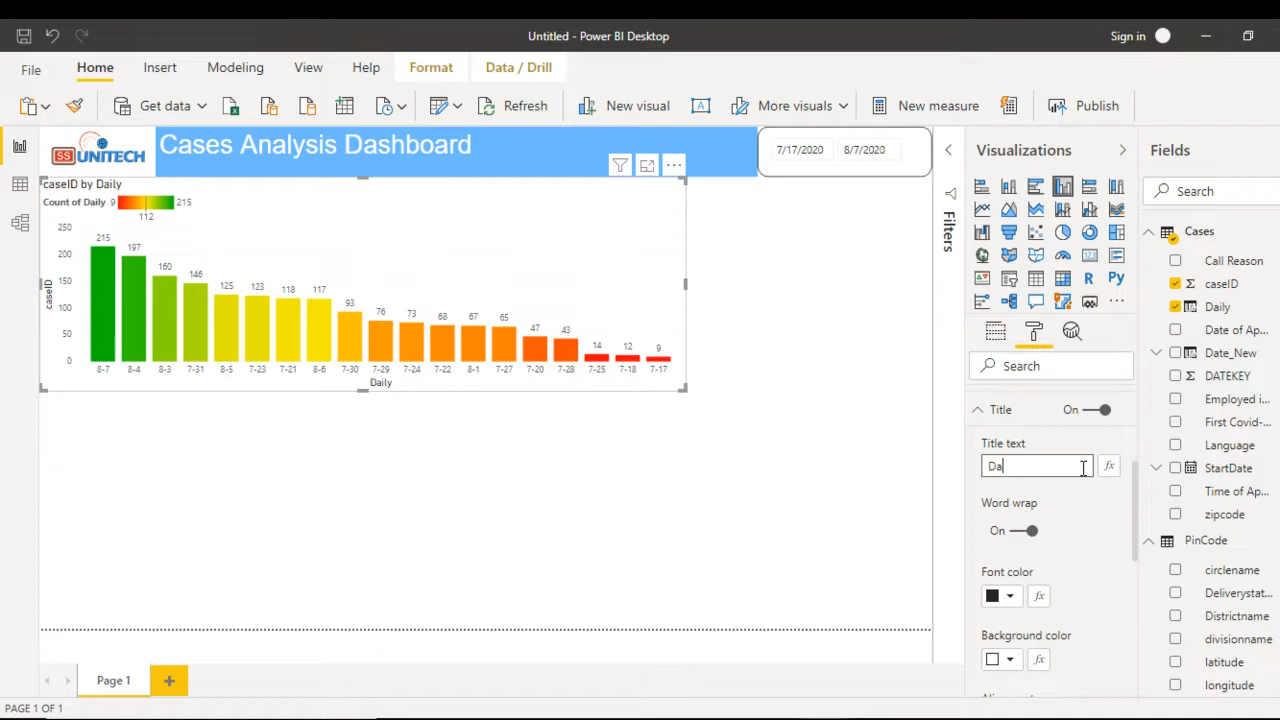 Untitled - Power BI Desktop
Sign in
File
Home
Insert
Modeling
View
Help
Format
Data / Drill
Get data
Refresh
New visual
A
More visuals
New measure
Publish
SS UNITECH
Cases Analysis Dashboard
7/17/2020
8/7/2020
caseID by Daily
Count of Daily 9 215
112
caseID
250
200
150
100
50
0
215
197
160
146
125
123
118
117
93
76
73
68
67
65
47
43
14
12
9
8-7
8-4
8-3
7-31
8-5
7-23
7-21
8-6
7-30
7-29
7-24
7-22
8-1
7-27
7-20
7-28
7-25
7-18
7-17
Daily
Filters
Visualizations
R
Py
Search
Title
On
Title text
Da
fx
Word wrap
On
Font color
fx
Background color
fx
Fields
Search
Cases
Call Reason
Σ caseID
Daily
Date of Ap...
Date_New
Σ DATEKEY
Employed i...
First Covid-...
Language
StartDate
Time of Ap...
zipcode
PinCode
circlename
Deliverystat...
Districtname
divisionname
latitude
longitude
Page 1
+
PAGE 1 OF 1